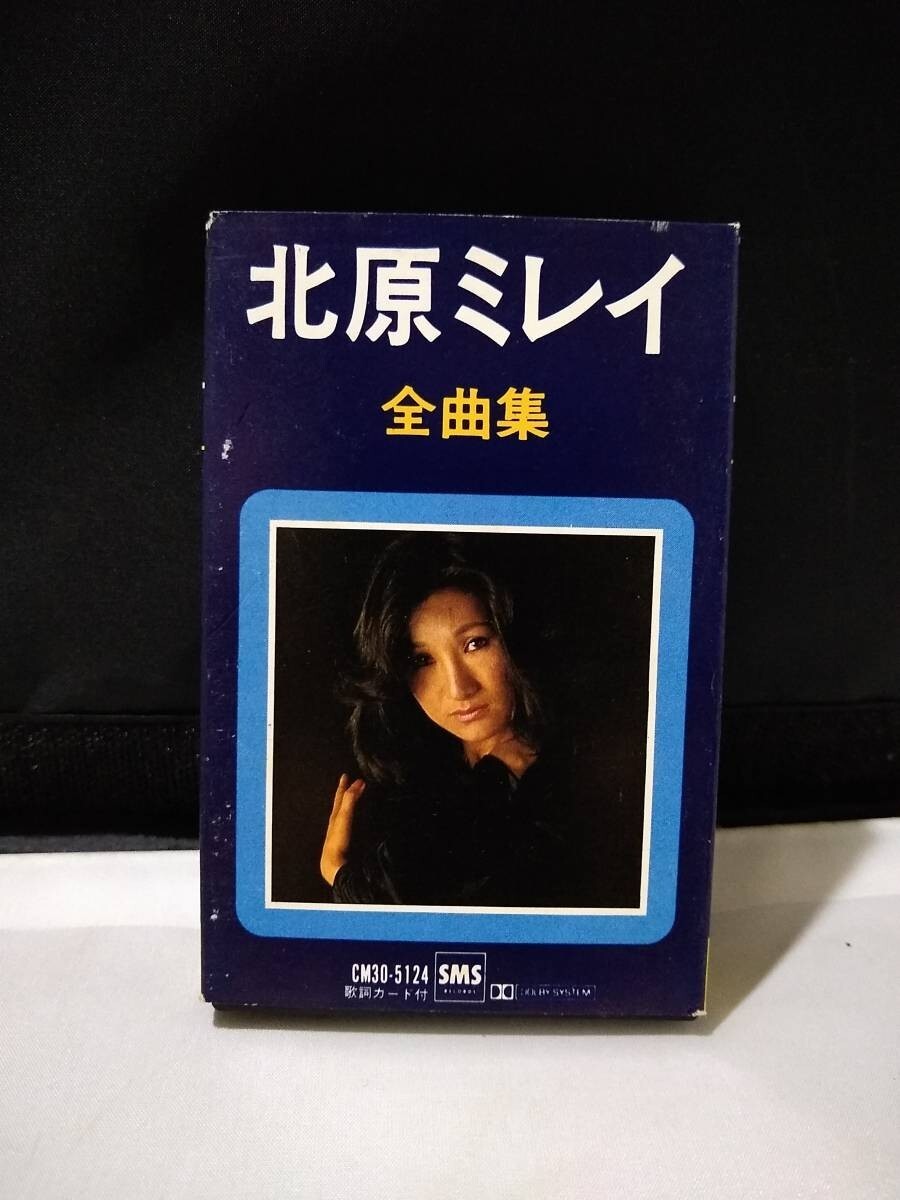 北原ミレイ
全曲集
CM30-5124
歌詞カード付
SMS
RECORDS
DOLBY SYSTEM